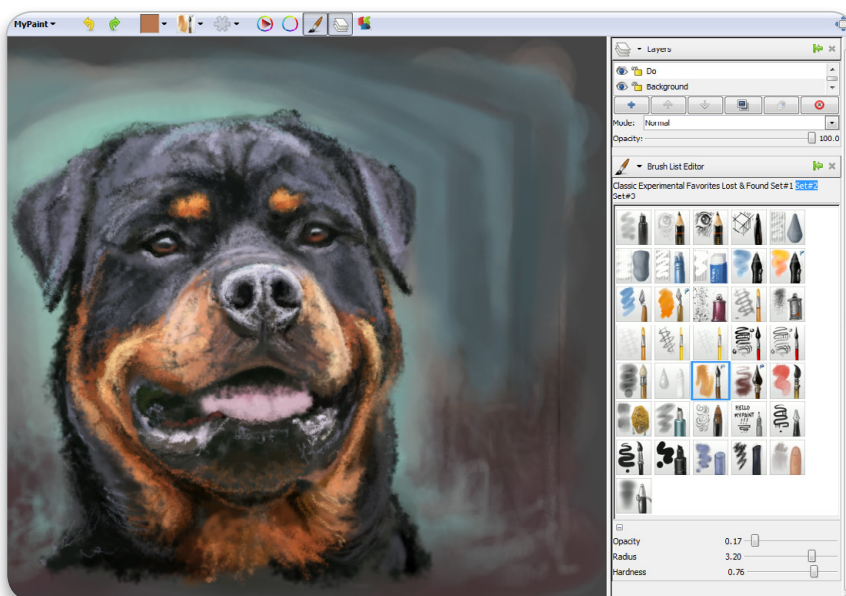 MyPaint
Layers
Do
Background
Mode: Normal
Opacity: 100.0
Brush List Editor
Classic Experimental Favorites Lost & Found Set#1 Set#2
Set#3
HELLO
MYPAINT
!!!
Opacity 0.17
Radius 3.20
Hardness 0.76